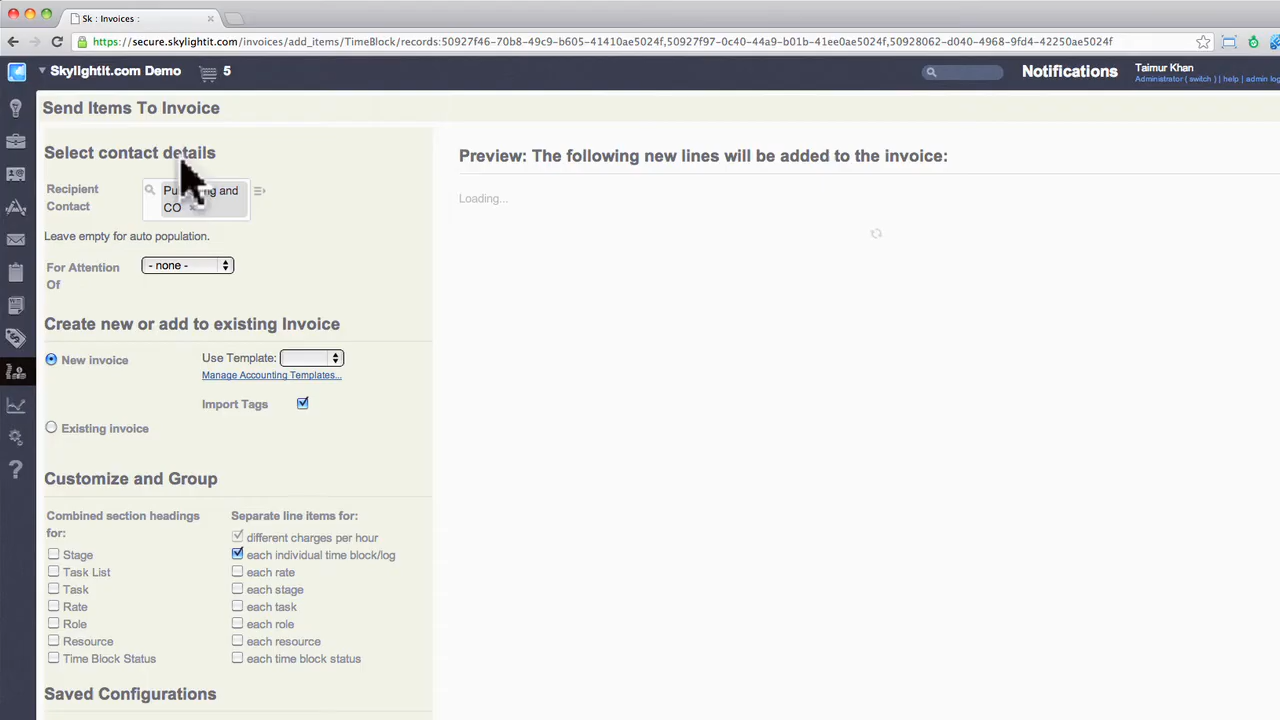 Sk : Invoices :
https://secure.skylightit.com/invoices/add_items/TimeBlock/records:50927f46-70b8-49c9-b605-41410ae5024f,50927f97-0c40-44a9-b01b-41ee0ae5024f,50928062-d040-4968-9fd4-42250ae5024f
Skylightit.com Demo 5 Notifications
Taimur Khan
Administrator ( switch ) | help | admin log
Send Items To Invoice
Select contact details
Recipient
Contact
and
CO
Leave empty for auto population.
For Attention
Of
- none -
Create new or add to existing Invoice
New invoice
Use Template:
Manage Accounting Templates...
Import Tags
Existing invoice
Customize and Group
Combined section headings
for:
Stage
Task List
Task
Rate
Role
Resource
Time Block Status
Separate line items for:
different charges per hour
each individual time block/log
each rate
each stage
each task
each role
each resource
each time block status
Saved Configurations
Preview: The following new lines will be added to the invoice:
Loading...